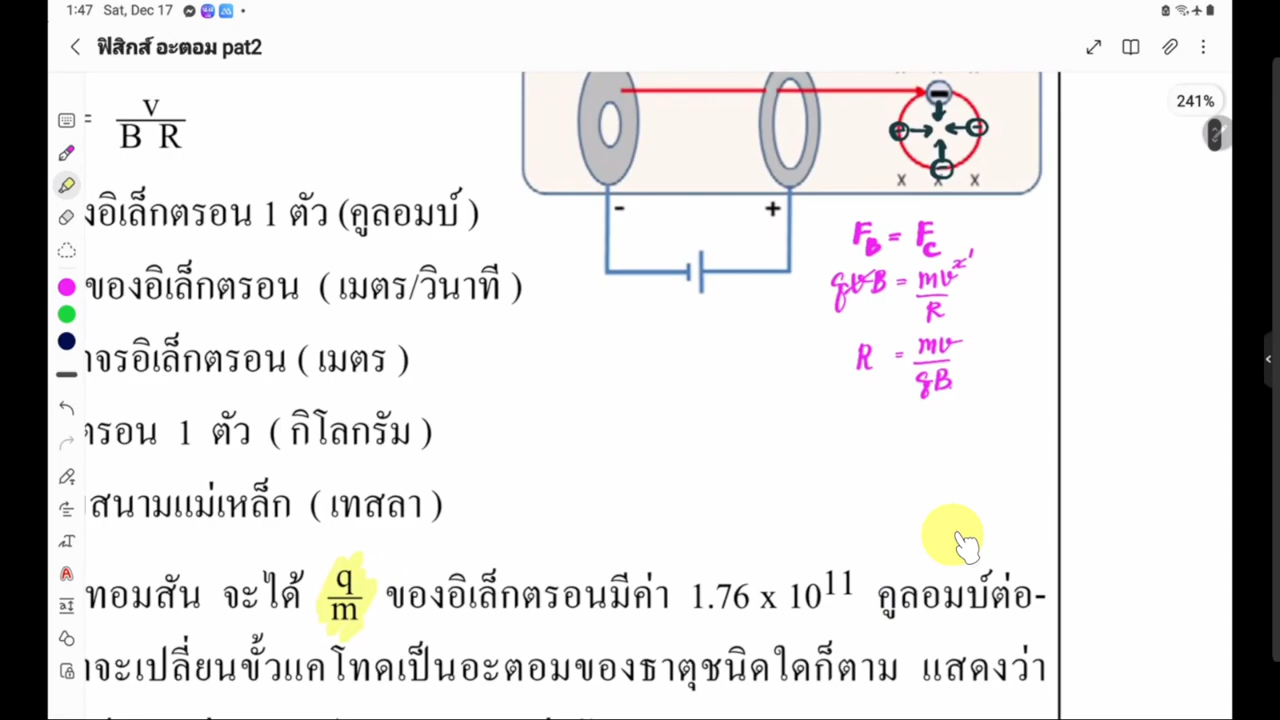 1:47 Sat, Dec 17
ฟิสิกส์ อะตอม pat2
241%
= v
B R
x x x
- +
งอิเล็กตรอน 1 ตัว (คูลอมบ์ )
ของอิเล็กตรอน ( เมตร/วินาที )
จรอิเล็กตรอน ( เมตร )
ตรอน 1 ตัว ( กิโลกรัม )
สนามแม่เหล็ก ( เทสลา )
F_B = F_C
qvB = mv²¹
R
R = mv
qB
ทอมสัน จะได้ q/m ของอิเล็กตรอนมีค่า 1.76 x 10¹¹ คูลอมบ์ต่อ-
าจะเปลี่ยนขั้วแคโทดเป็นอะตอมของธาตุชนิดใดก็ตาม แสดงว่า